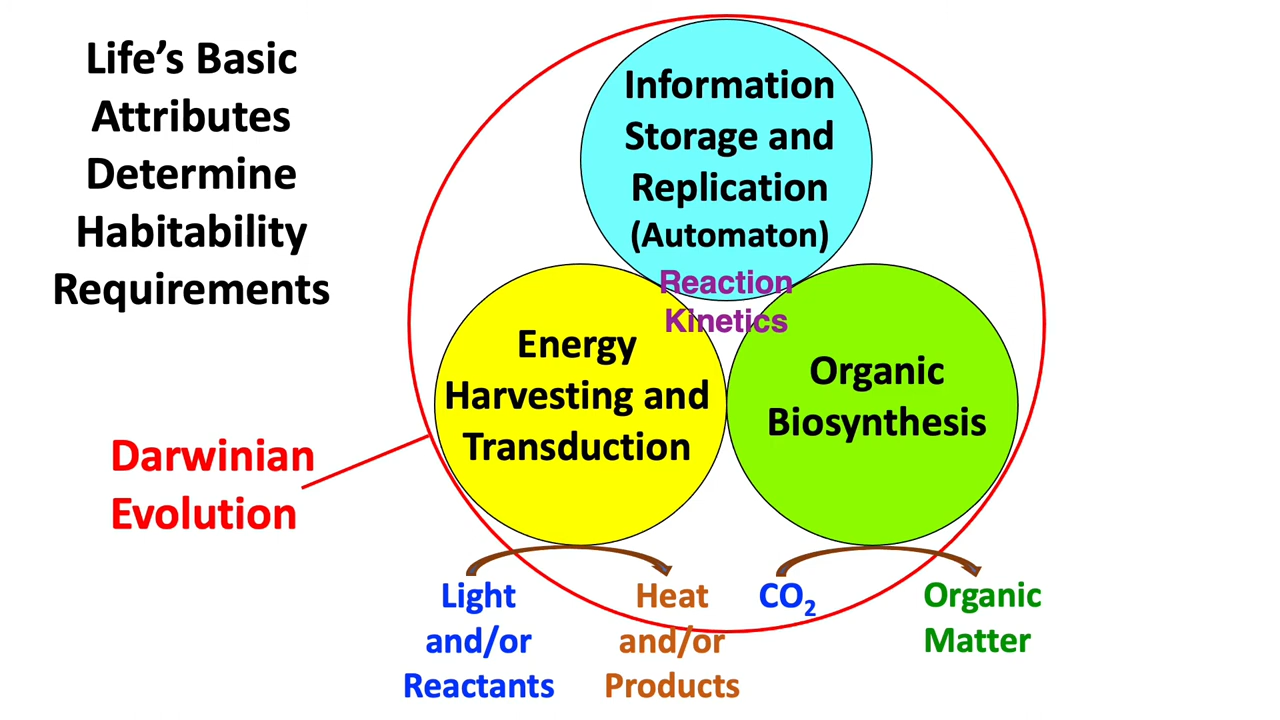 Life’s Basic
Attributes
Determine
Habitability
Requirements
Information
Storage and
Replication
(Automaton)
Reaction
Kinetics
Energy
Harvesting and
Transduction
Organic
Biosynthesis
Darwinian
Evolution
Light
and/or
Reactants
Heat
and/or
Products
CO₂
Organic
Matter